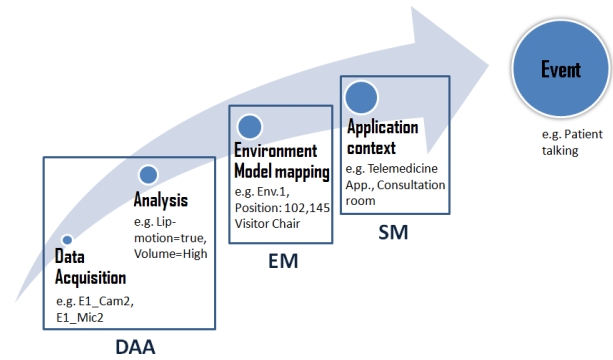 Data
Acquisition
e.g. E1_Cam2,
E1_Mic2
Analysis
e.g. Lip-
motion=true,
Volume=High
DAA
Environment
Model mapping
e.g. Env.1,
Position: 102,145
Visitor Chair
EM
Application
context
e.g. Telemedicine
App., Consultation
room
SM
Event
e.g. Patient
talking